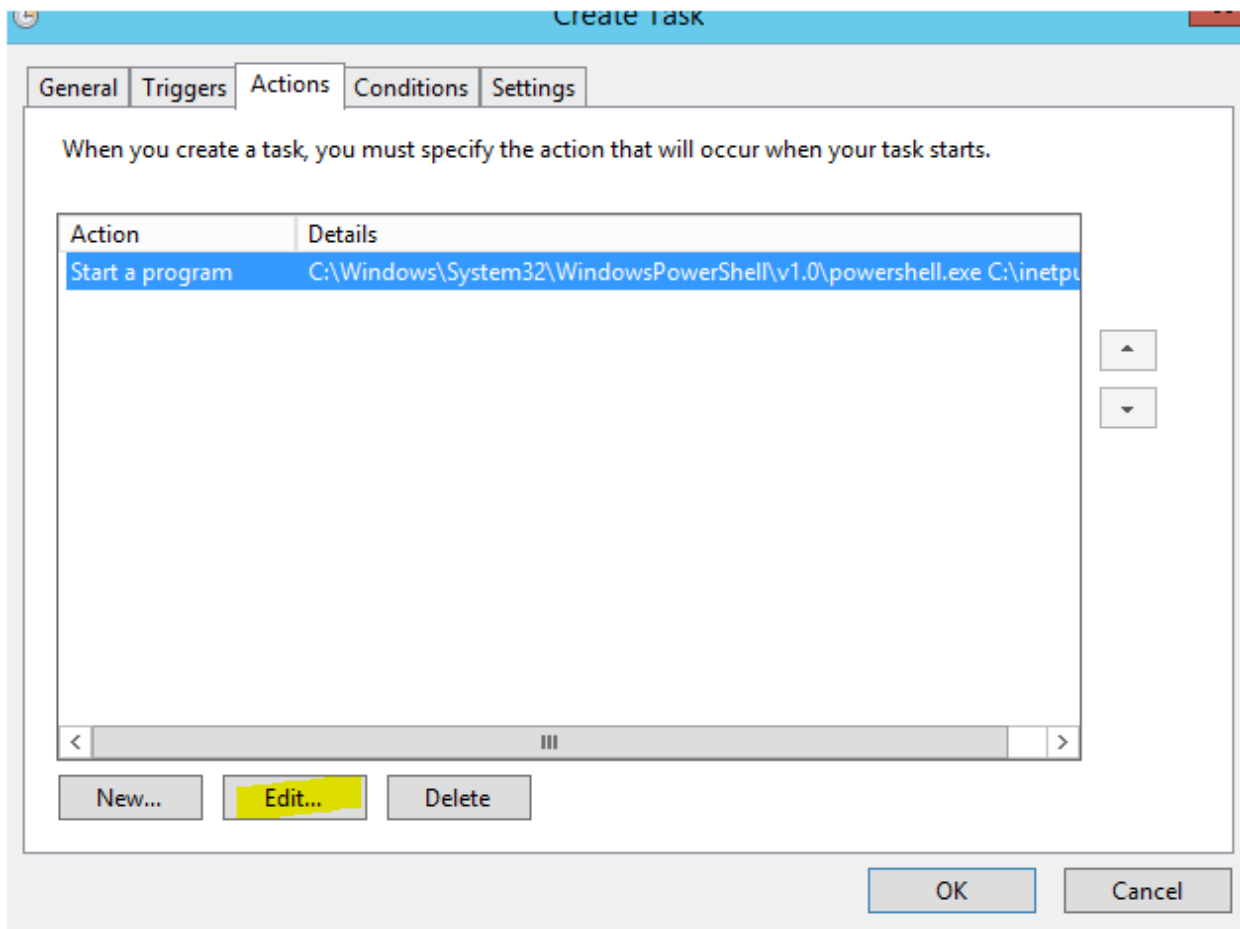 Create Task
General Triggers Actions Conditions Settings
When you create a task, you must specify the action that will occur when your task starts.
Action Details
Start a program C:\Windows\System32\WindowsPowerShell\v1.0\powershell.exe C:\inetpu
New... Edit... Delete
OK Cancel